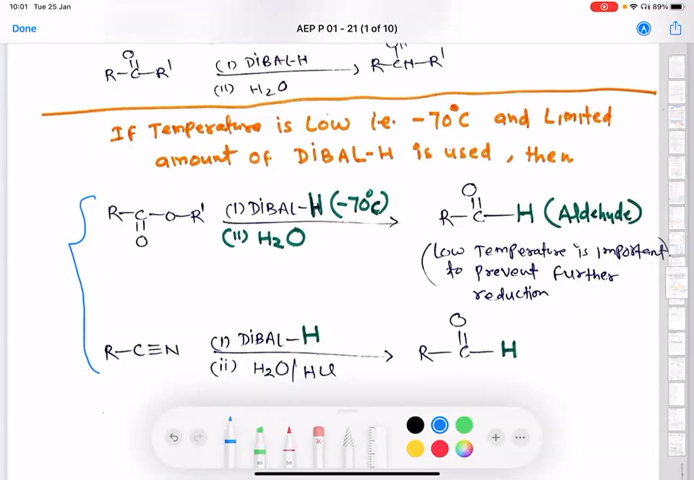 10:01 Tue 25 Jan
89%
Done
AEP P 01 - 21 (1 of 10)
O
R-C-R' (i) DIBAL-H R-CH-R'
(ii) H2O
If Temperature is Low i.e. -70°C and Limited
amount of DIBAL-H is used, then
R-C-O-R' (i) DIBAL-H (-70°C) R-C-H (Aldehyde)
O (ii) H2O O
(Low Temperature is important
to prevent further
reduction
R-C≡N (i) DIBAL-H R-C-H
(ii) H2O/HCl O